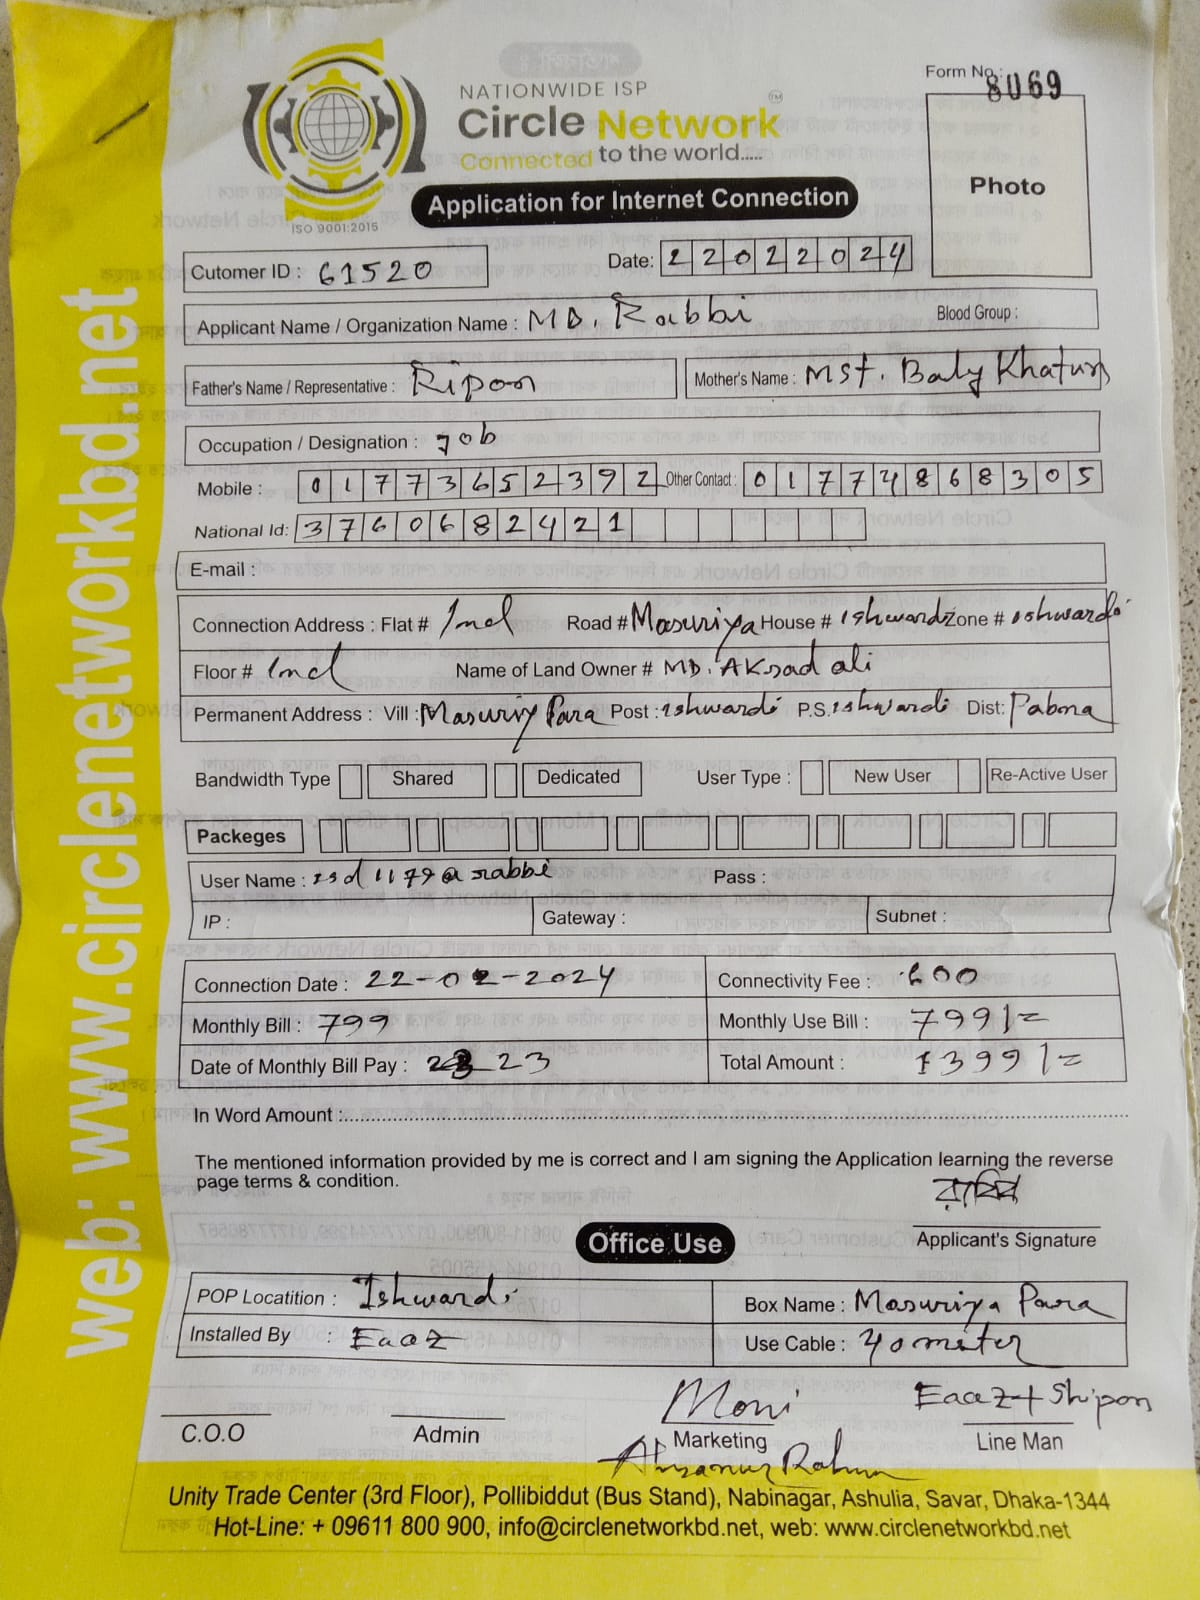 Form No.: 8069
NATIONWIDE ISP
Circle Network TM
Connected to the world.....
ISO 9001:2015
Application for Internet Connection
Photo
Cutomer ID : 61520
Date: 22022024
Applicant Name / Organization Name : MD. Rabbi Blood Group :
Father's Name / Representative : Ripon Mother's Name : MST. Baly Khatun
Occupation / Designation : Job
Mobile : 01773652392 Other Contact : 01774868305
National Id: 3760682421
E-mail :
Connection Address : Flat # Road # Masuriya House # Ishwardi Zone # Ishwardi
Floor # Name of Land Owner # MD. AKsad ali
Permanent Address : Vill : Masuriy Para Post : Ishwardi P.S. Ishwardi Dist: Pabna
Bandwidth Type Shared Dedicated User Type : New User Re-Active User
Packeges
User Name : isd1179@rabbi Pass :
IP : Gateway : Subnet :
Connection Date : 22-02-2024 Connectivity Fee : 600
Monthly Bill : 799 Monthly Use Bill : 799/=
Date of Monthly Bill Pay : 23 Total Amount : 1399/=
In Word Amount :
The mentioned information provided by me is correct and I am signing the Application learning the reverse
page terms & condition.
রাব্বি
Applicant's Signature
Office Use
POP Locatition : Ishwardi Box Name : Masuriya Para
Installed By : Eaaz Use Cable : 40 meter
Moni Eaaz + Shipon
C.O.O Admin Marketing Line Man
Ahsanur Rahman
Unity Trade Center (3rd Floor), Pollibiddut (Bus Stand), Nabinagar, Ashulia, Savar, Dhaka-1344
Hot-Line: + 09611 800 900, info@circlenetworkbd.net, web: www.circlenetworkbd.net
web: www.circlenetworkbd.net